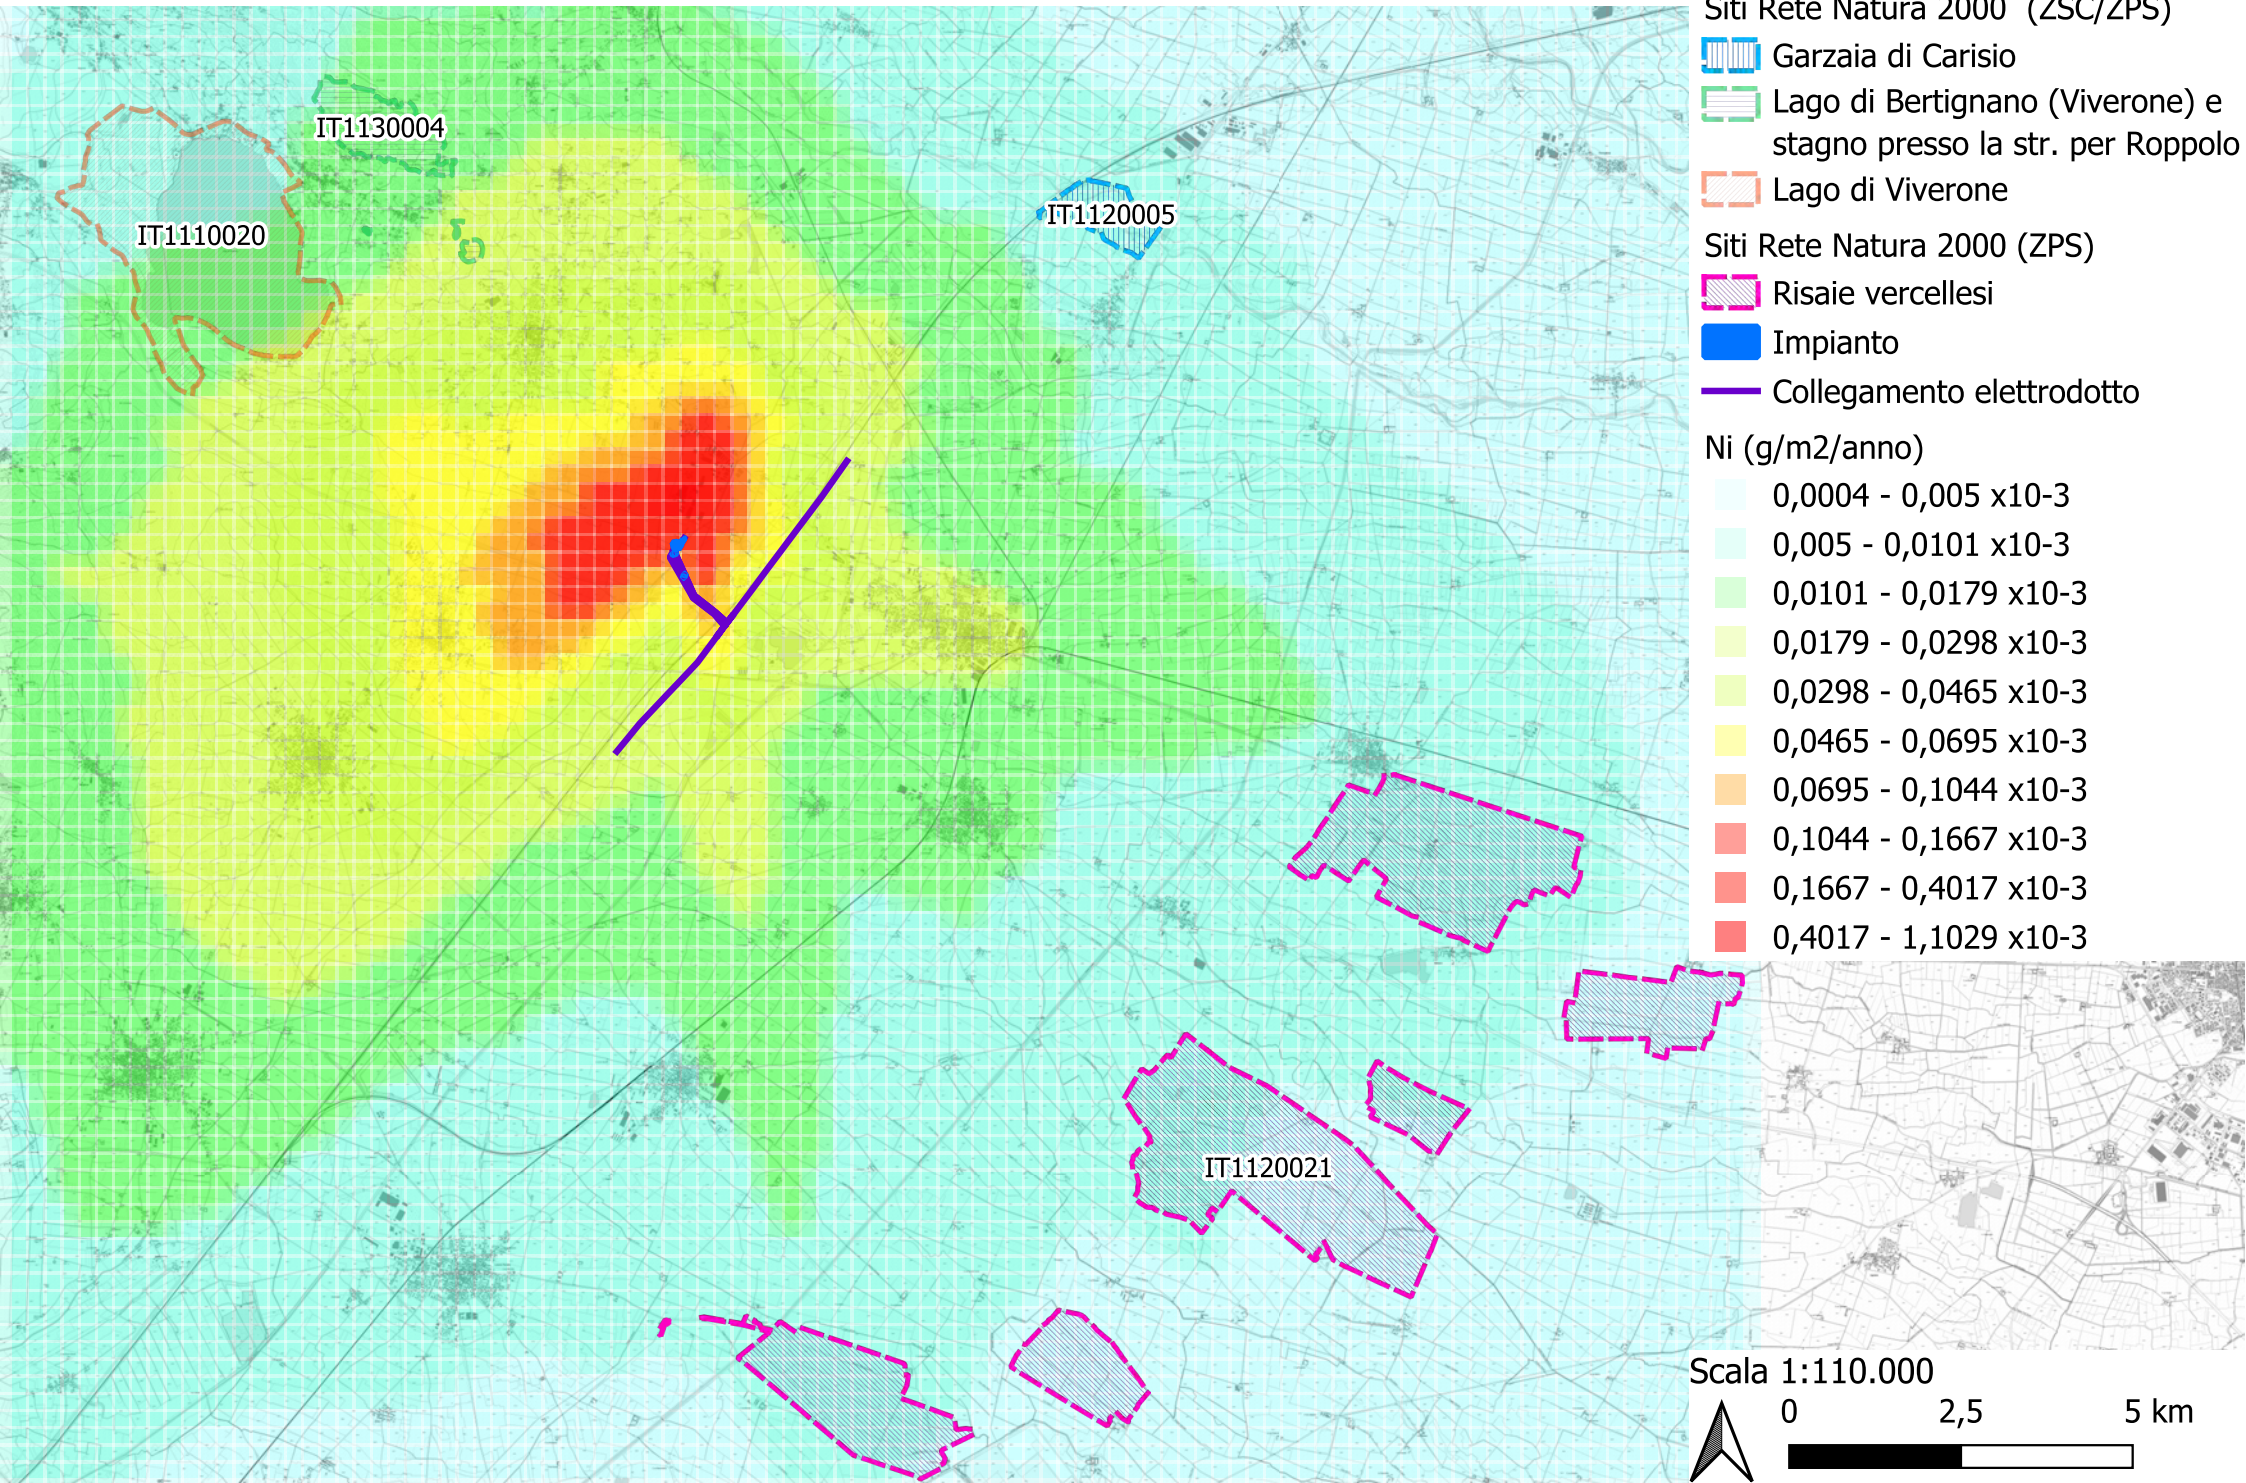 Siti Rete Natura 2000 (ZSC/ZPS)
Garzaia di Carisio
Lago di Bertignano (Viverone) e
stagno presso la str. per Roppolo
Lago di Viverone
Siti Rete Natura 2000 (ZPS)
Risaie vercellesi
Impianto
Collegamento elettrodotto
Ni (g/m2/anno)
0,0004 - 0,005 x10-3
0,005 - 0,0101 x10-3
0,0101 - 0,0179 x10-3
0,0179 - 0,0298 x10-3
0,0298 - 0,0465 x10-3
0,0465 - 0,0695 x10-3
0,0695 - 0,1044 x10-3
0,1044 - 0,1667 x10-3
0,1667 - 0,4017 x10-3
0,4017 - 1,1029 x10-3
IT1130004
IT1110020
IT1120005
IT1120021
Scala 1:110.000
0 2,5 5 km